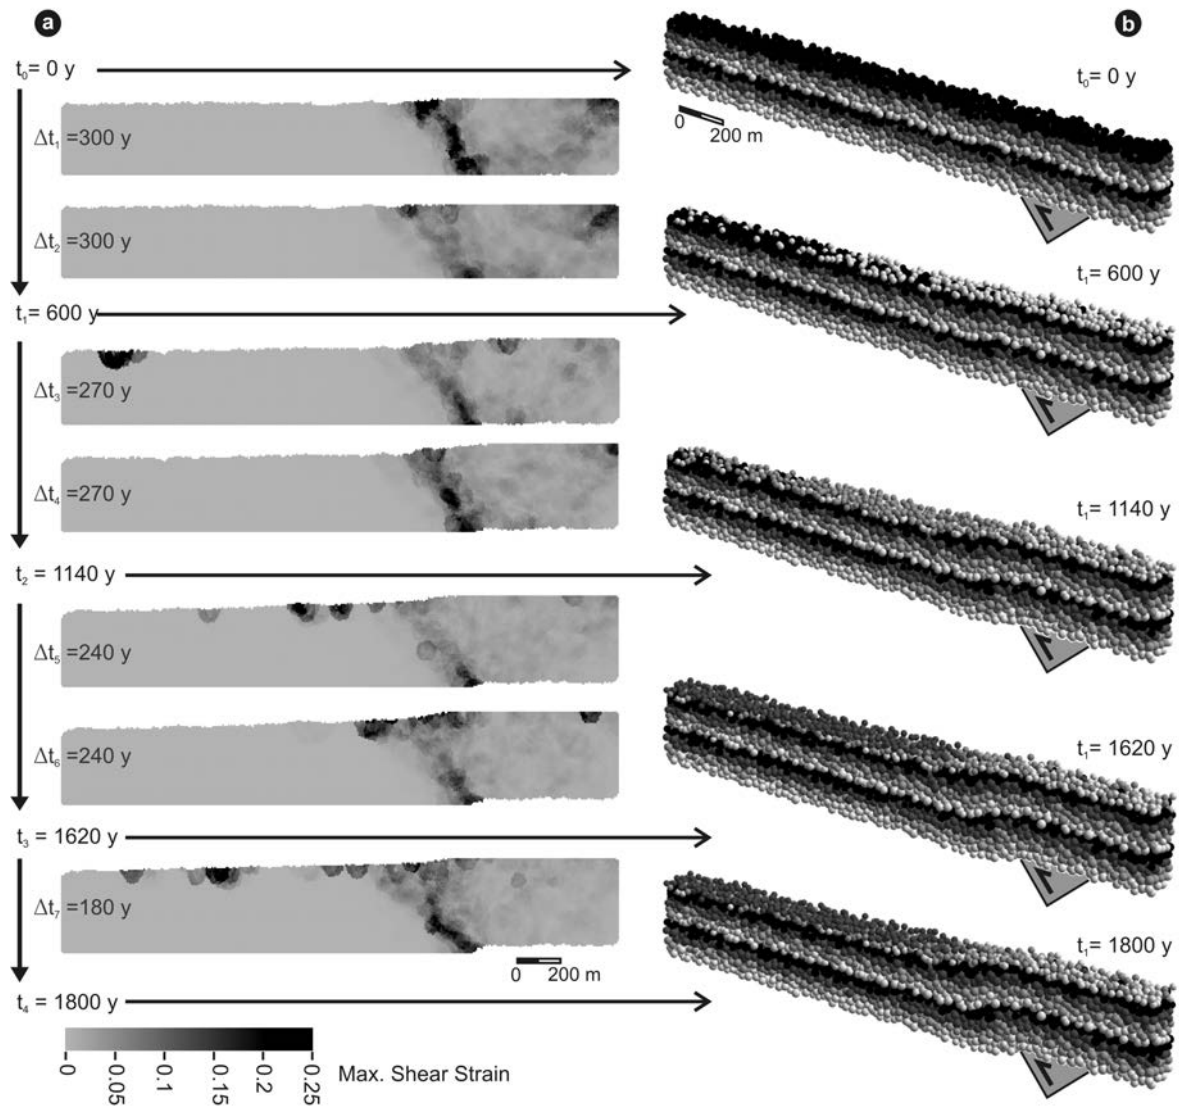 a
b
t₀= 0 y
t₀= 0 y
Δt₁ =300 y
0 200 m
Δt₂ =300 y
t₁= 600 y
t₁= 600 y
Δt₃ =270 y
Δt₄ =270 y
t₁= 1140 y
t₂ = 1140 y
Δt₅ =240 y
Δt₆ =240 y
t₁= 1620 y
t₃ = 1620 y
Δt₇ =180 y
t₁= 1800 y
0 200 m
t₄ = 1800 y
0 0.05 0.1 0.15 0.2 0.25
Max. Shear Strain